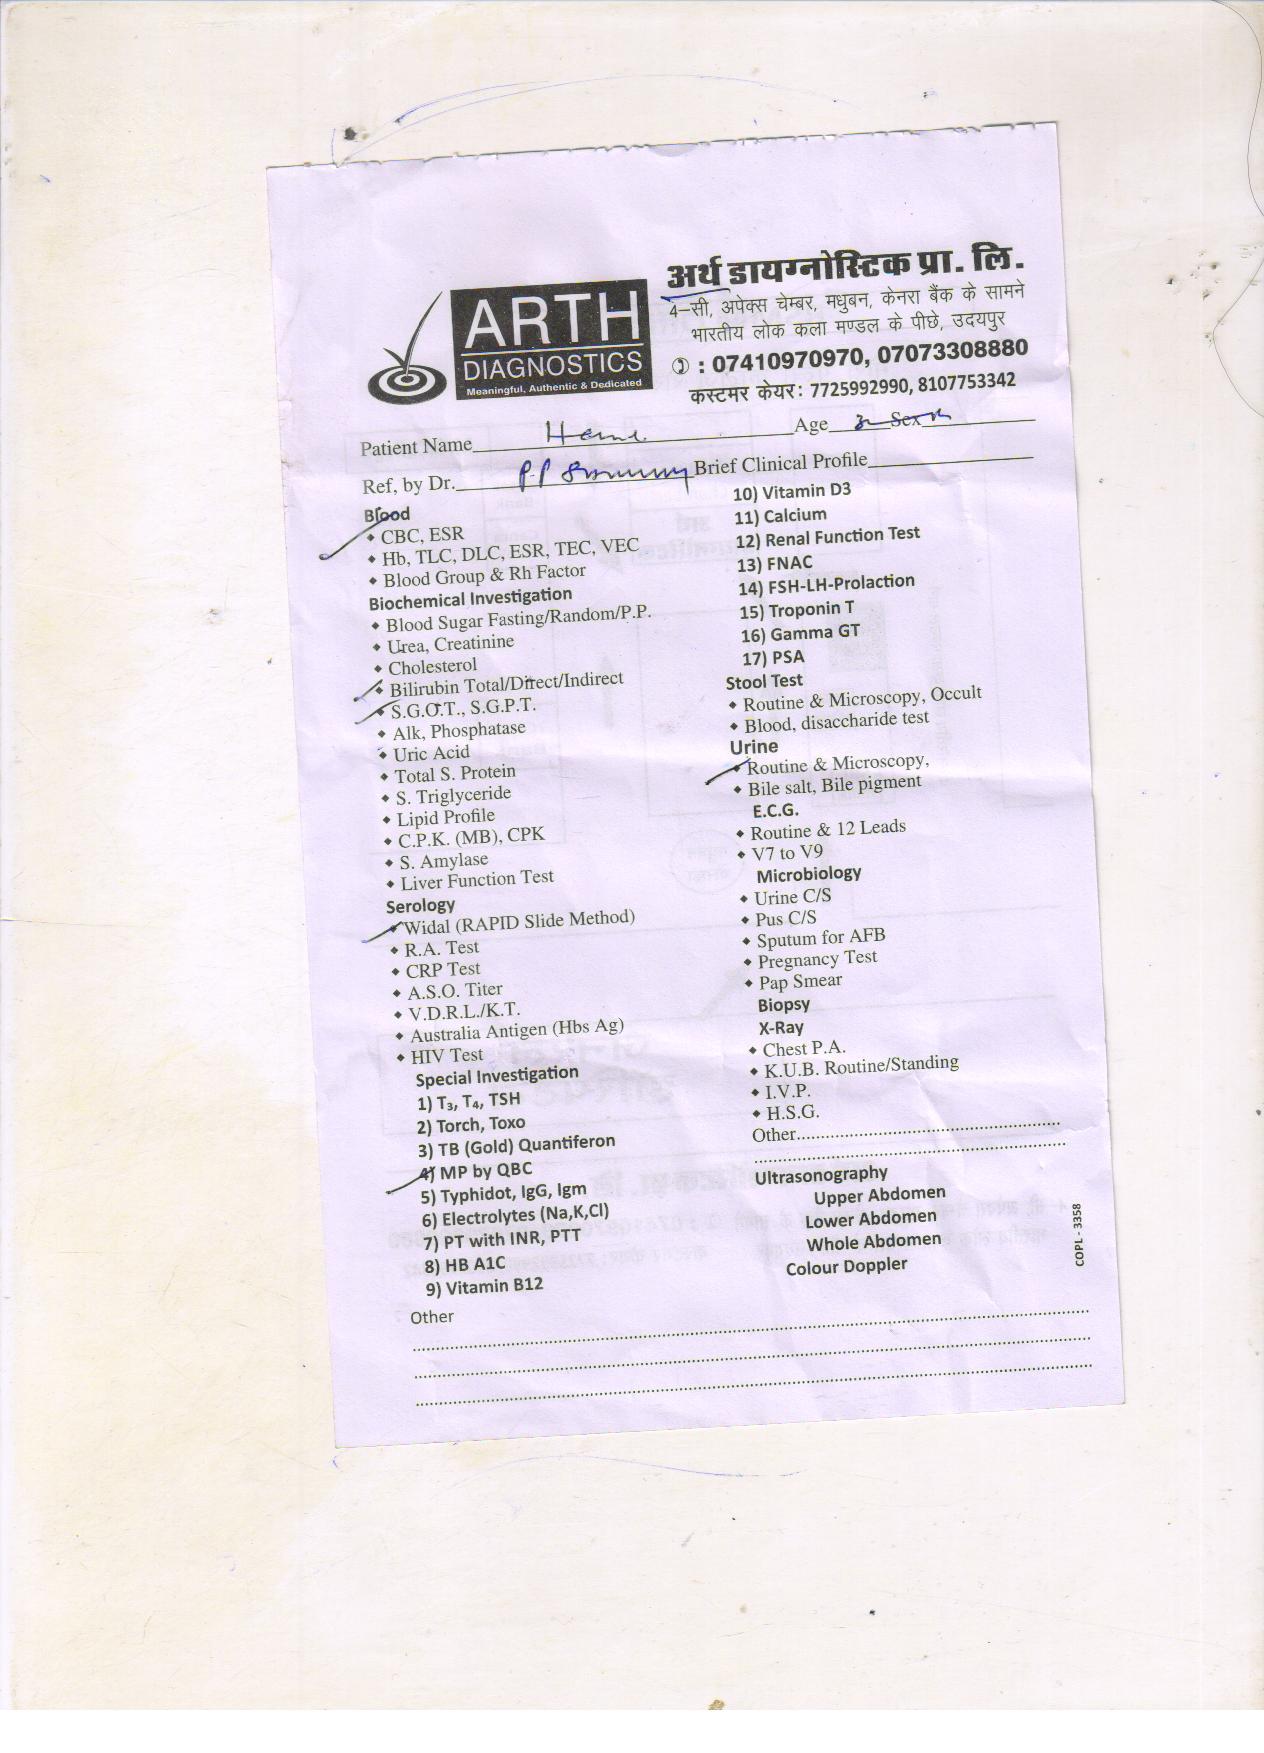 ARTH
DIAGNOSTICS
Meaningful, Authentic & Dedicated
अर्थ डायग्नोस्टिक प्रा. लि.
4-सी, अपेक्स चेम्बर, मधुबन, केनरा बैंक के सामने
भारतीय लोक कला मण्डल के पीछे, उदयपुर
: 07410970970, 07073308880
कस्टमर केयर: 7725992990, 8107753342
Patient Name Age Sex
Ref, by Dr. Brief Clinical Profile
Blood
CBC, ESR
Hb, TLC, DLC, ESR, TEC, VEC
Blood Group & Rh Factor
Biochemical Investigation
Blood Sugar Fasting/Random/P.P.
Urea, Creatinine
Cholesterol
Bilirubin Total/Direct/Indirect
S.G.O.T., S.G.P.T.
Alk, Phosphatase
Uric Acid
Total S. Protein
S. Triglyceride
Lipid Profile
C.P.K. (MB), CPK
S. Amylase
Liver Function Test
Serology
Widal (RAPID Slide Method)
R.A. Test
CRP Test
A.S.O. Titer
V.D.R.L./K.T.
Australia Antigen (Hbs Ag)
HIV Test
Special Investigation
1) T₃, T₄, TSH
2) Torch, Toxo
3) TB (Gold) Quantiferon
4) MP by QBC
5) Typhidot, IgG, Igm
6) Electrolytes (Na,K,Cl)
7) PT with INR, PTT
8) HB A1C
9) Vitamin B12
10) Vitamin D3
11) Calcium
12) Renal Function Test
13) FNAC
14) FSH-LH-Prolaction
15) Troponin T
16) Gamma GT
17) PSA
Stool Test
Routine & Microscopy, Occult
Blood, disaccharide test
Urine
Routine & Microscopy,
Bile salt, Bile pigment
E.C.G.
Routine & 12 Leads
V7 to V9
Microbiology
Urine C/S
Pus C/S
Sputum for AFB
Pregnancy Test
Pap Smear
Biopsy
X-Ray
Chest P.A.
K.U.B. Routine/Standing
I.V.P.
H.S.G.
Other
Ultrasonography
Upper Abdomen
Lower Abdomen
Whole Abdomen
Colour Doppler
COPL - 3358
Other